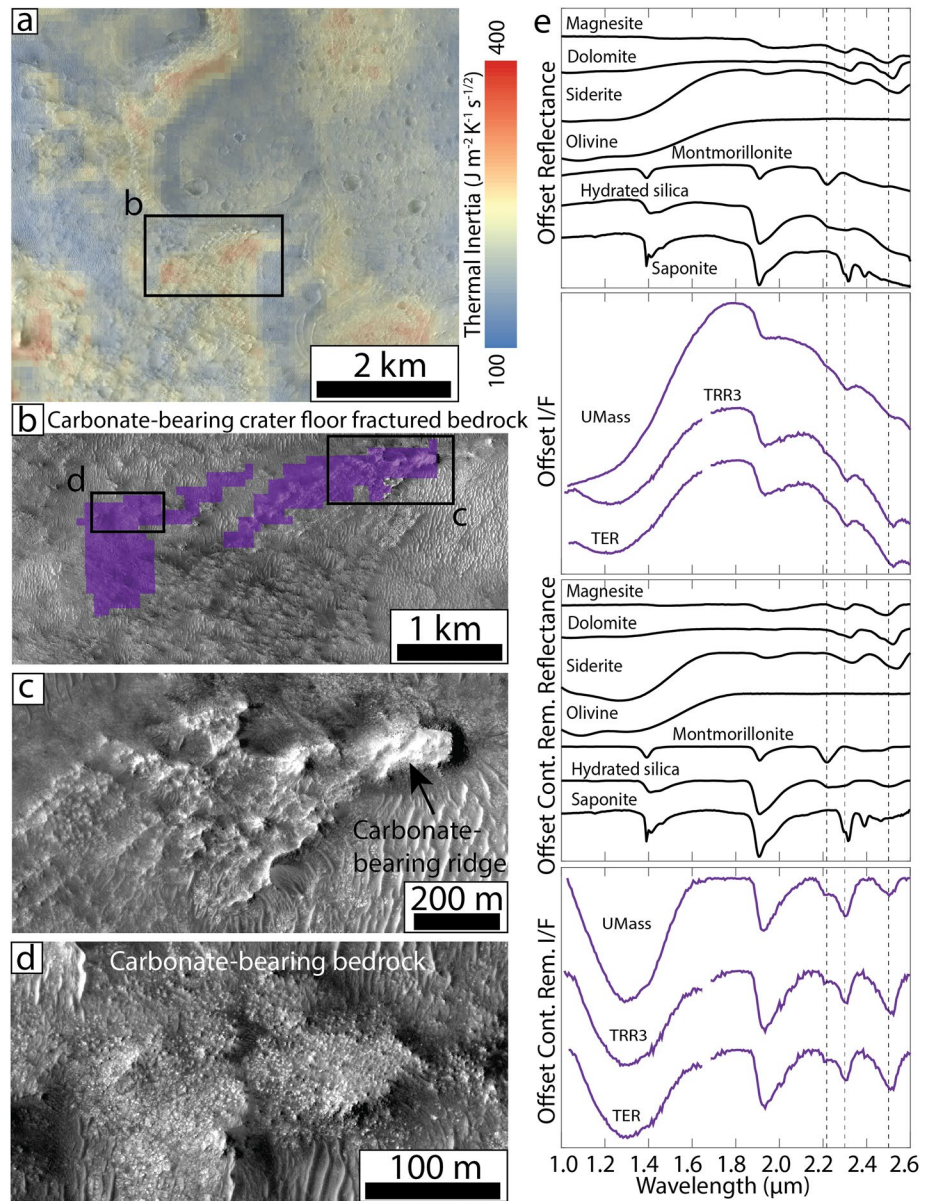 a
b
2 km
400
Thermal Inertia (J m-2 K-1 s-1/2)
100
b Carbonate-bearing crater floor fractured bedrock
d
c
1 km
c
Carbonate-
bearing ridge
200 m
d
Carbonate-bearing bedrock
100 m
e
Offset Reflectance
Magnesite
Dolomite
Siderite
Olivine
Montmorillonite
Hydrated silica
Saponite
Offset I/F
UMass
TRR3
TER
Offset Cont. Rem. Reflectance
Magnesite
Dolomite
Siderite
Olivine
Montmorillonite
Hydrated silica
Saponite
Offset Cont. Rem. I/F
UMass
TRR3
TER
1.0 1.2 1.4 1.6 1.8 2.0 2.2 2.4 2.6
Wavelength (μm)